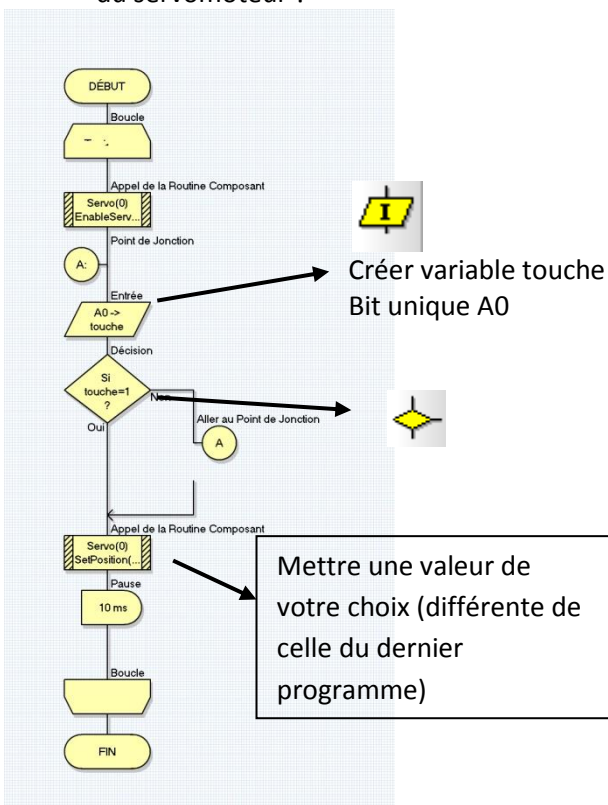 du servomoteur ?
DÉBUT
Boucle
Appel de la Routine Composant
Servo(0)
EnableServ...
Point de Jonction
A:
Entrée
A0 ->
touche
Décision
Si
touche=1
?
Non
Oui
Aller au Point de Jonction
A
Appel de la Routine Composant
Servo(0)
SetPosition(...
Pause
10 ms
Boucle
FIN
I
Créer variable touche
Bit unique A0
Mettre une valeur de
votre choix (différente de
celle du dernier
programme)